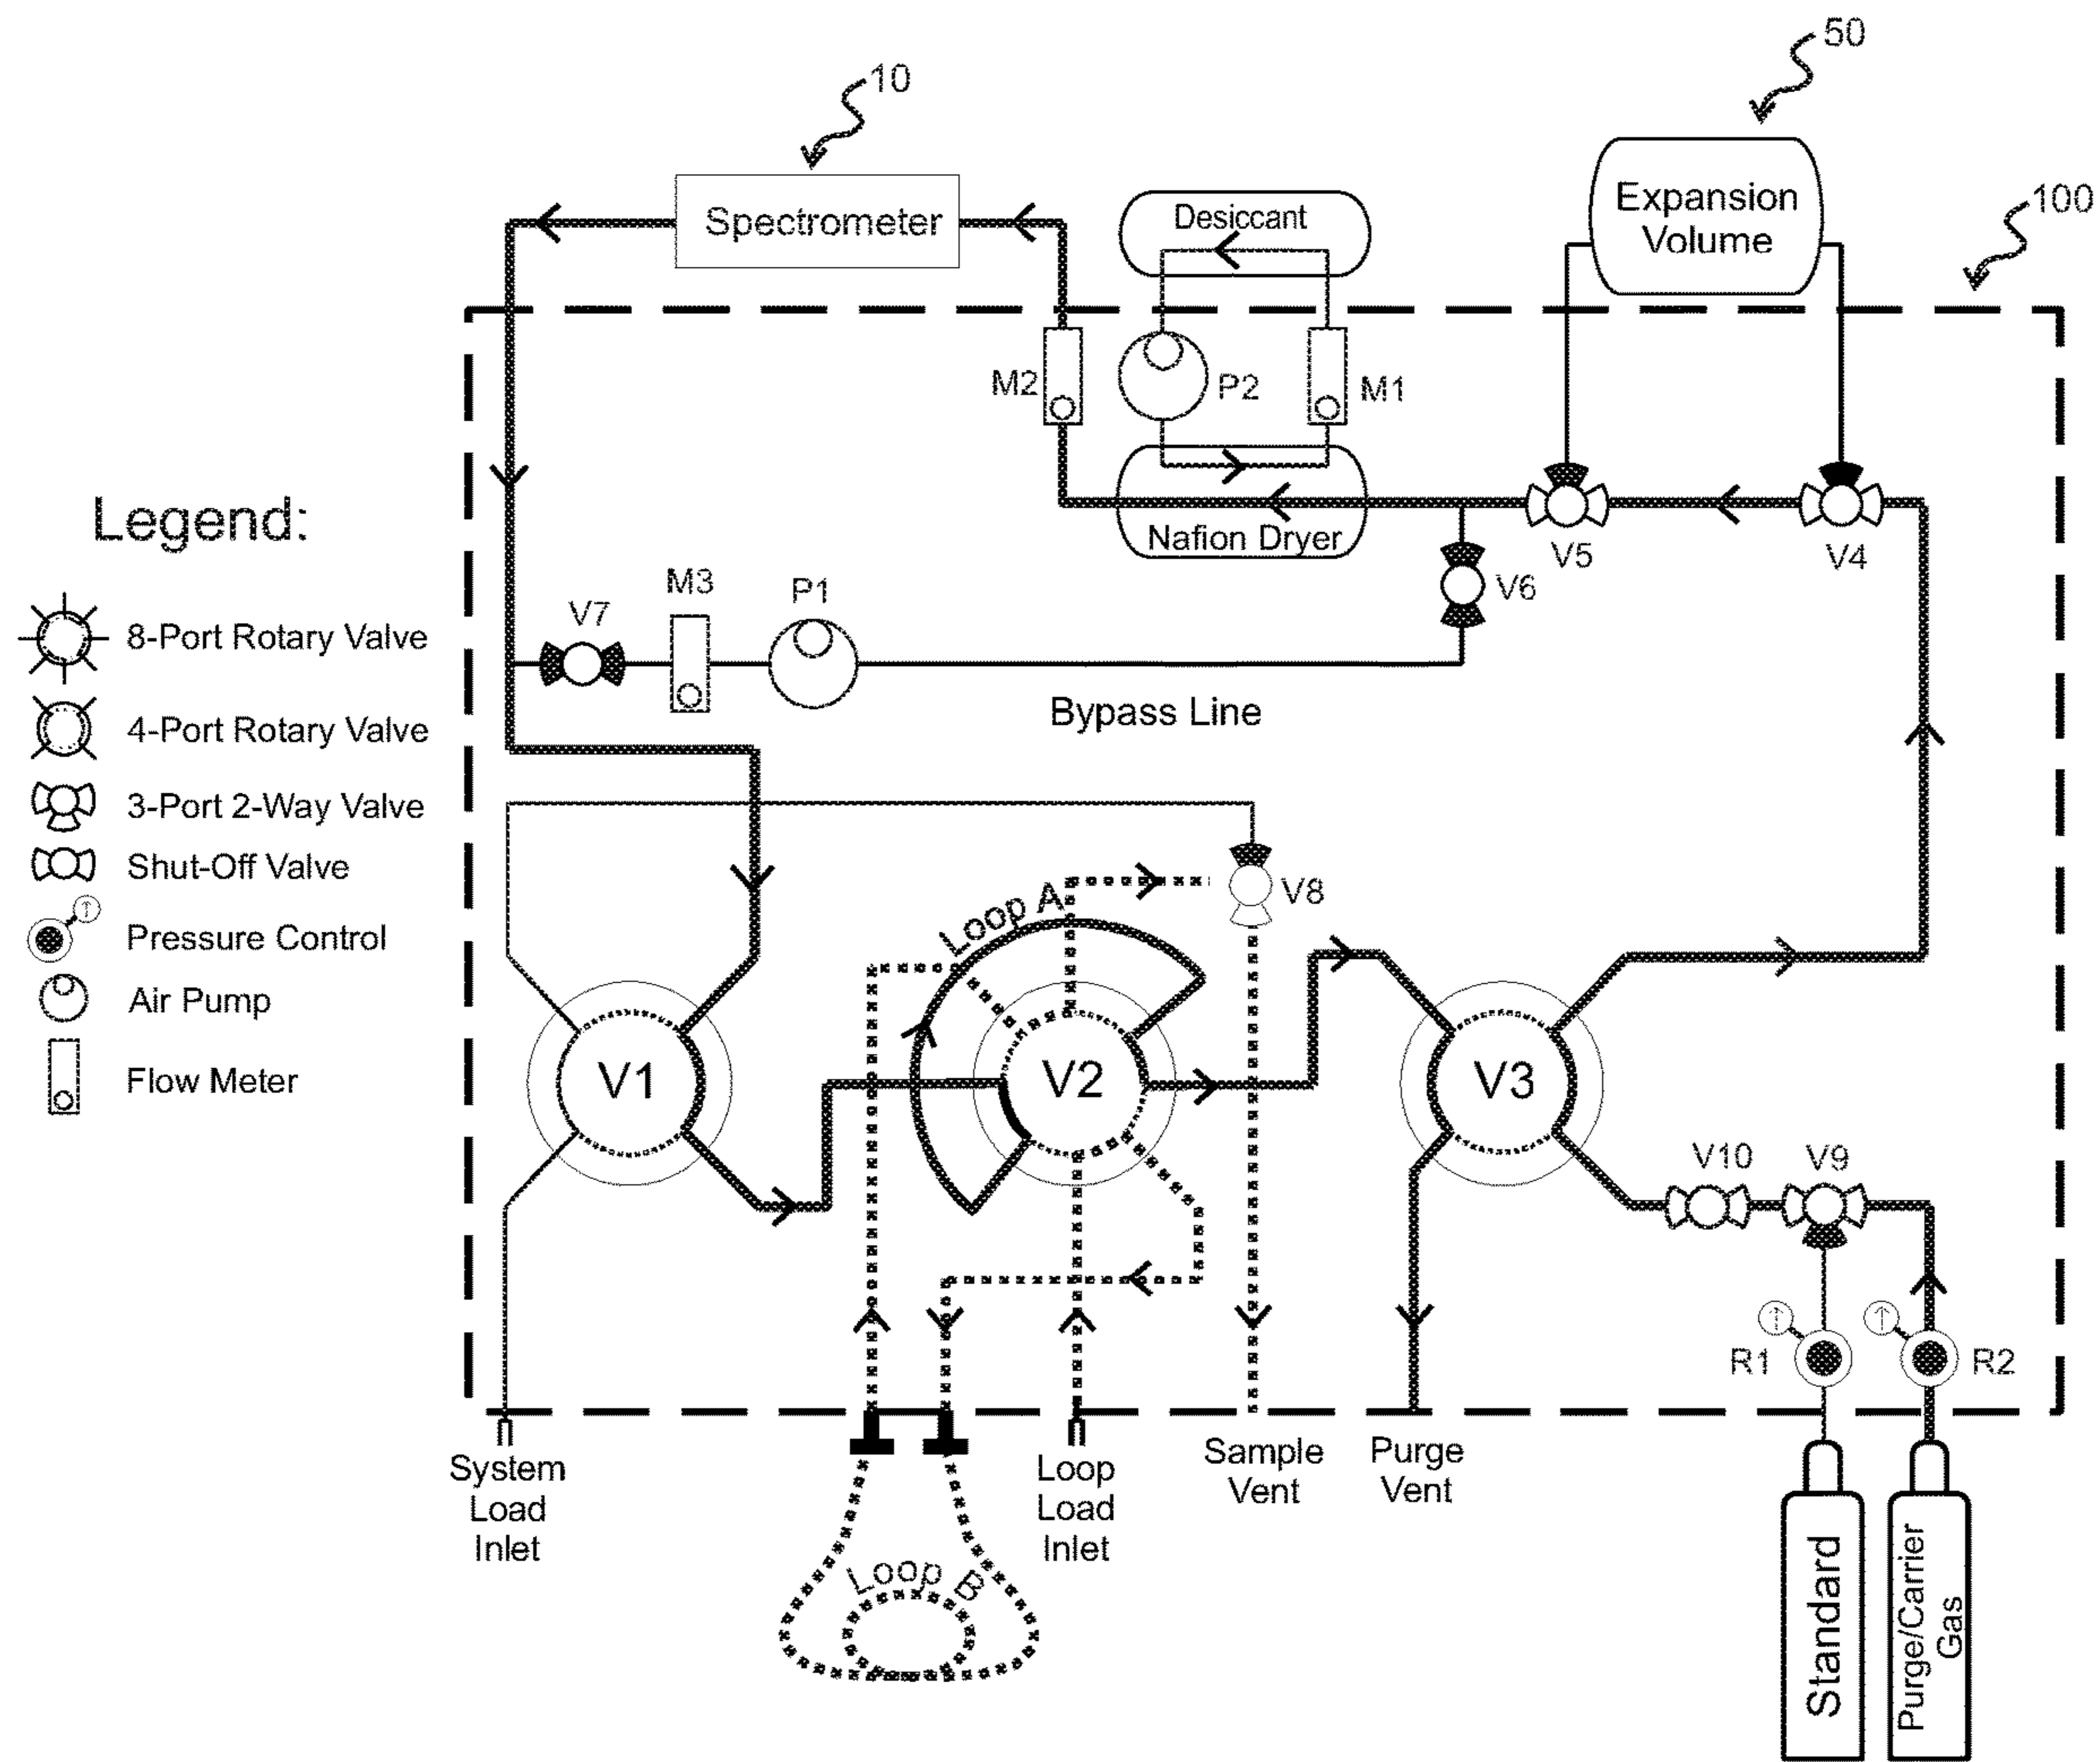 50
10
100
Expansion
Volume
Desiccant
Spectrometer
M2
P2
M1
Legend:
Nafion Dryer
V5
V4
V6
M3
P1
V7
8-Port Rotary Valve
Bypass Line
4-Port Rotary Valve
3-Port 2-Way Valve
Shut-Off Valve
V8
Loop A
Pressure Control
Air Pump
Flow Meter
V1
V2
V3
V10
V9
R1
R2
System
Load
Inlet
Loop
Load
Inlet
Sample
Vent
Purge
Vent
Loop B
Standard
Purge/Carrier
Gas